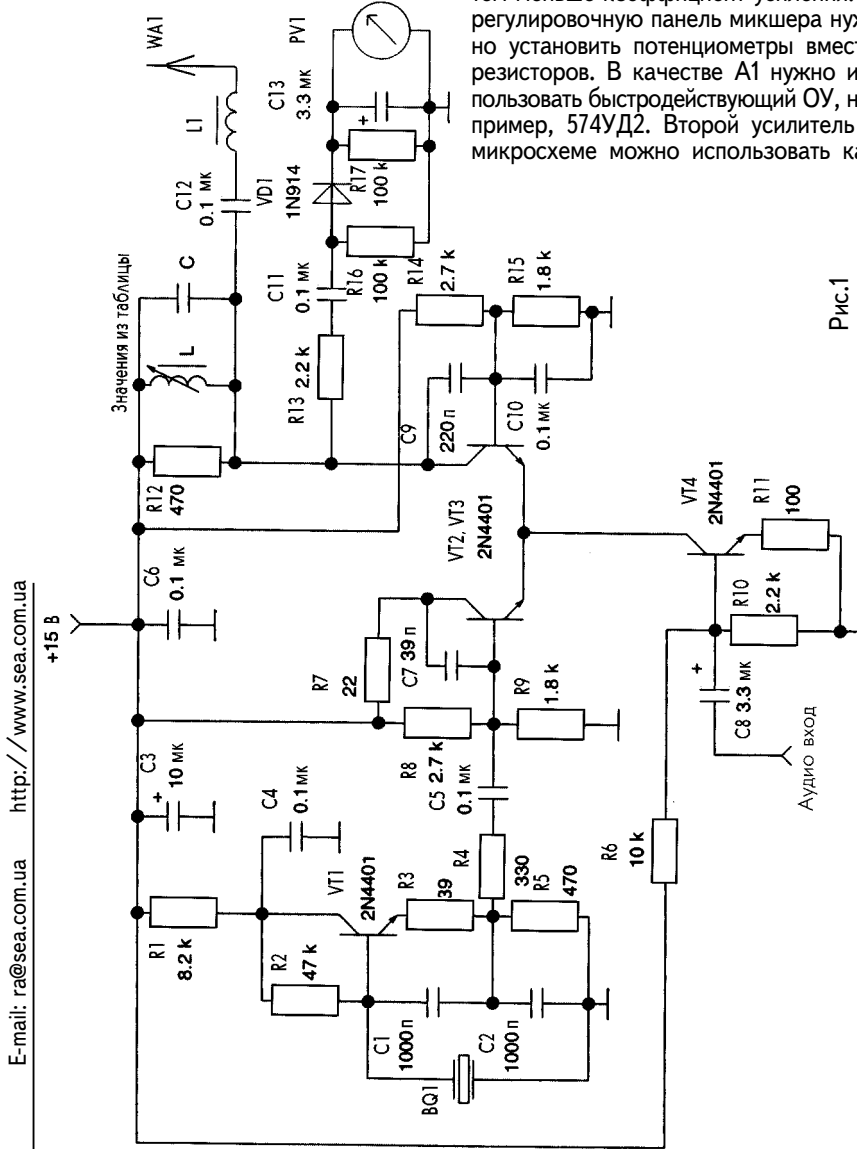 E-mail: ra@sea.com.ua http://www.sea.com.ua
регулировочную панель микшера нуж
но установить потенциометры вмест
резисторов. В качестве А1 нужно и
пользовать быстродействующий ОУ, н
пример, 574УД2. Второй усилитель
микросхеме можно использовать ка
+15 В
R1
8.2 k
R2
47 k
C1
1000 п
C2
1000 п
BQ1
C3
+
10 мк
C4
0.1 мк
VT1
2N4401
R3
39
R4
330
R5
470
C5
0.1 мк
C6
0.1 мк
R7
22
C7 39 п
R8
2.7 k
R9
1.8 k
R6
10 k
VT2, VT3
2N4401
R12
470
Значения из таблицы
L
C
C12
0.1 мк
L1
WA1
R13
2.2 k
C11
0.1 мк
VD1
1N914
R16
100 k
R17
100 k
C13
3.3 мк
+
PV1
R14
2.7 k
R15
1.8 k
C9
220 п
C10
0.1 мк
VT4
2N4401
R10
2.2 k
R11
100
C8 3.3 мк
+
Аудио вход
Рис.1